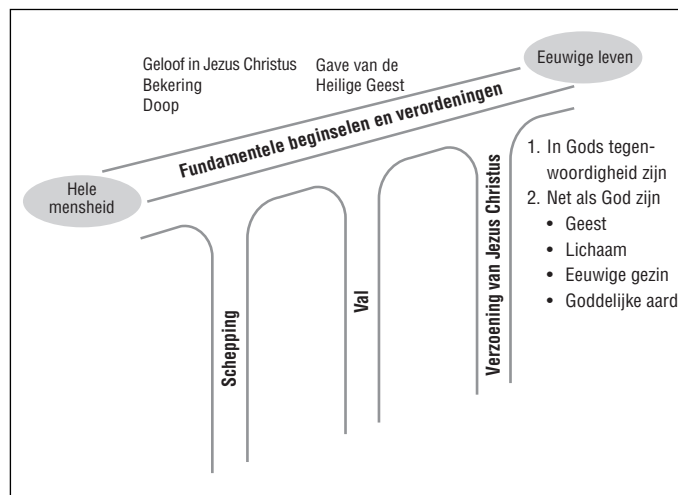 Geloof in Jezus Christus
Bekering
Doop
Gave van de
Heilige Geest
Eeuwige leven
Fundamentele beginselen en verordeningen
Hele
mensheid
Schepping
Val
Verzoening van Jezus Christus
1. In Gods tegen-
woordigheid zijn
2. Net als God zijn
• Geest
• Lichaam
• Eeuwige gezin
• Goddelijke aard